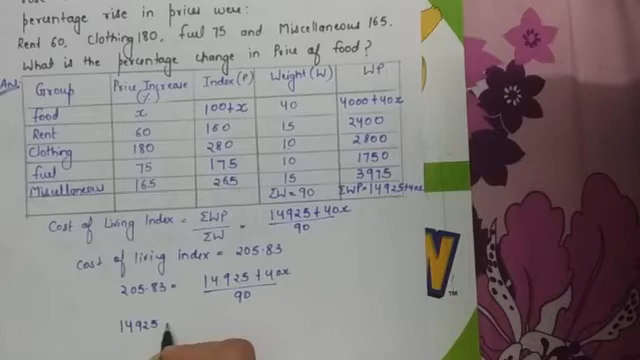 percentage rise in prices were:
Rent 60, Clothing 180, fuel 75 and Miscellaneous 165.
What is the percentage change in Price of food?
Ans:
Group Price Increase (%) Index (P) Weight (W) WP
food x 100+x 40 4000+40x
Rent 60 160 15 2400
Clothing 180 280 10 2800
fuel 75 175 10 1750
Miscellaneous 165 265 15 3975
ΣW = 90 ΣWP=14925+40x
Cost of Living Index = ΣWP/ΣW = 14925+40x/90
Cost of living index = 205.83
205.83 = 14925+40x/90
14925
TM